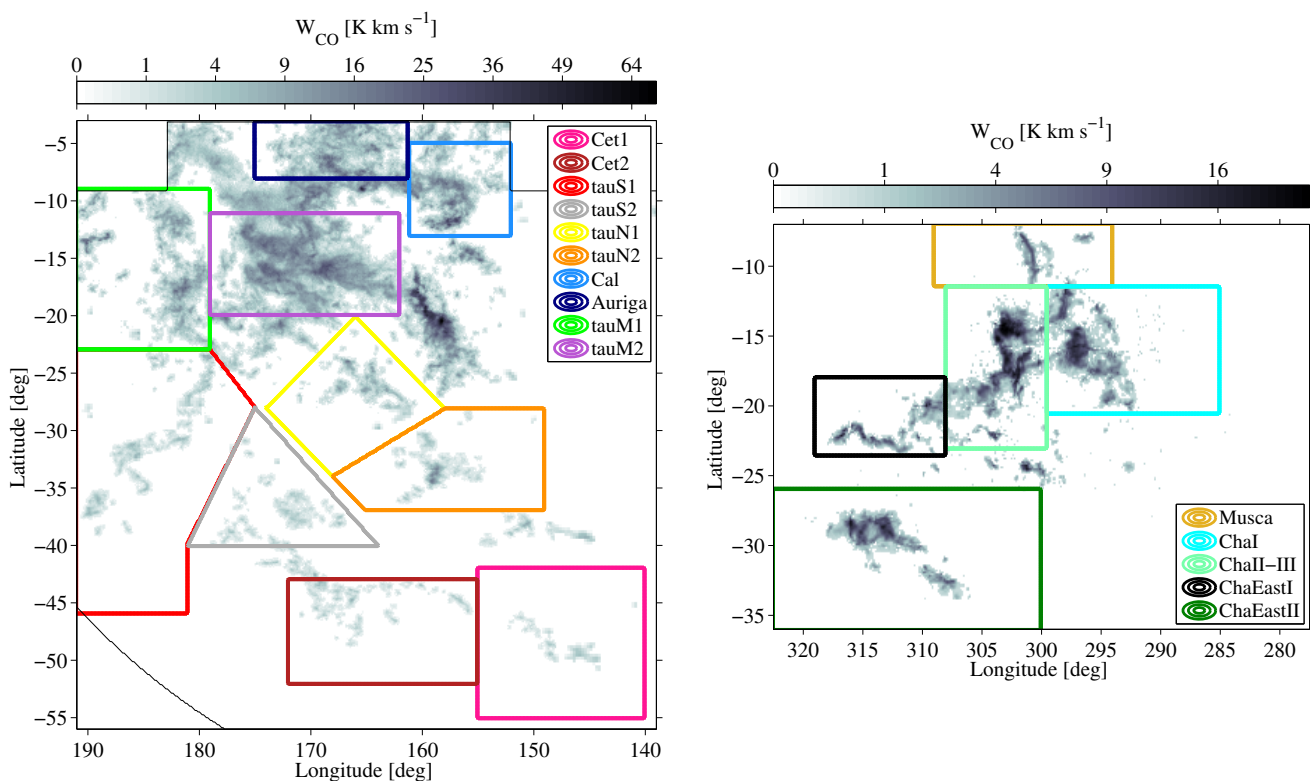 W_CO [K km s⁻¹]
0 1 4 9 16 25 36 49 64
−5
−10
−15
−20
−25
−30
−35
−40
−45
−50
−55
Latitude [deg]
Cet1
Cet2
tauS1
tauS2
tauN1
tauN2
Cal
Auriga
tauM1
tauM2
190 180 170 160 150 140
Longitude [deg]
W_CO [K km s⁻¹]
0 1 4 9 16
−10
−15
−20
−25
−30
−35
Latitude [deg]
Musca
ChaI
ChaII−III
ChaEastI
ChaEastII
320 315 310 305 300 295 290 285 280
Longitude [deg]